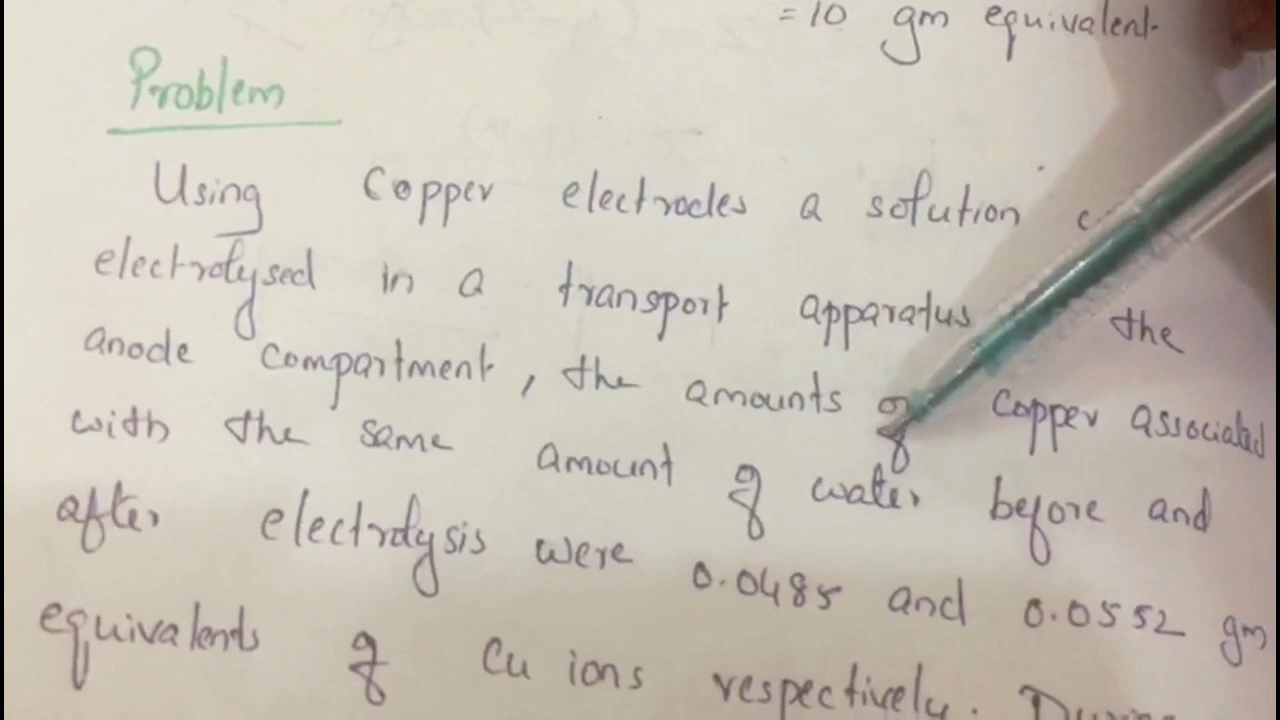 = 10 gm equivalent
Problem
Using Copper electrodes a solution
electrolysed in a transport apparatus the
anode compartment, the amounts of Copper associated
with the same amount of water before and
after electrolysis were 0.0485 and 0.0552 gm
equivalents of Cu ions respectively.